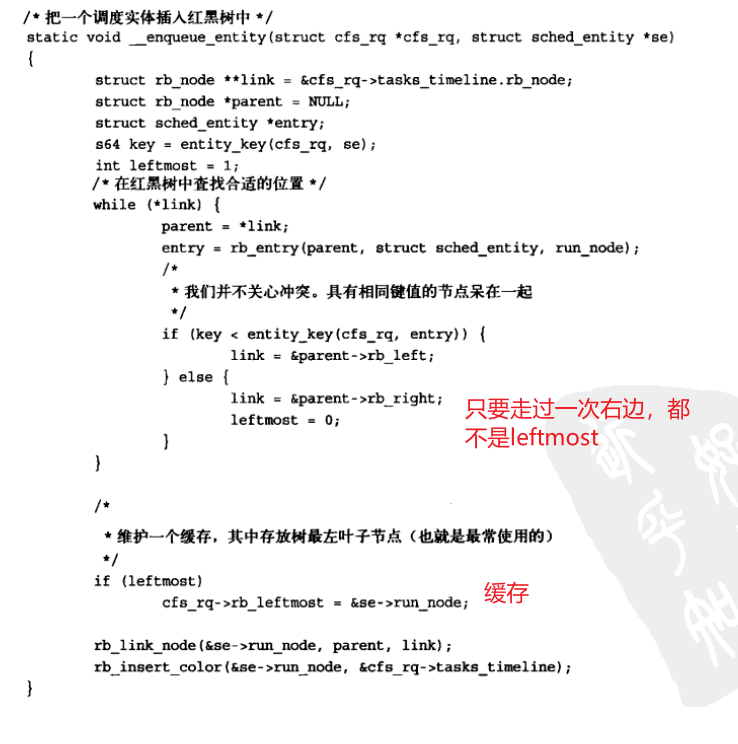 /* 把一个调度实体插入红黑树中 */
static void __enqueue_entity(struct cfs_rq *cfs_rq, struct sched_entity *se)
{
struct rb_node **link = &cfs_rq->tasks_timeline.rb_node;
struct rb_node *parent = NULL;
struct sched_entity *entry;
s64 key = entity_key(cfs_rq, se);
int leftmost = 1;
/* 在红黑树中查找合适的位置 */
while (*link) {
parent = *link;
entry = rb_entry(parent, struct sched_entity, run_node);
/*
* 我们并不关心冲突。具有相同键值的节点呆在一起
*/
if (key < entity_key(cfs_rq, entry)) {
link = &parent->rb_left;
} else {
link = &parent->rb_right;
leftmost = 0;
}
}
只要走过一次右边，都
不是leftmost
/*
* 维护一个缓存，其中存放树最左叶子节点（也就是最常使用的）
*/
if (leftmost)
cfs_rq->rb_leftmost = &se->run_node;
缓存
rb_link_node(&se->run_node, parent, link);
rb_insert_color(&se->run_node, &cfs_rq->tasks_timeline);
}